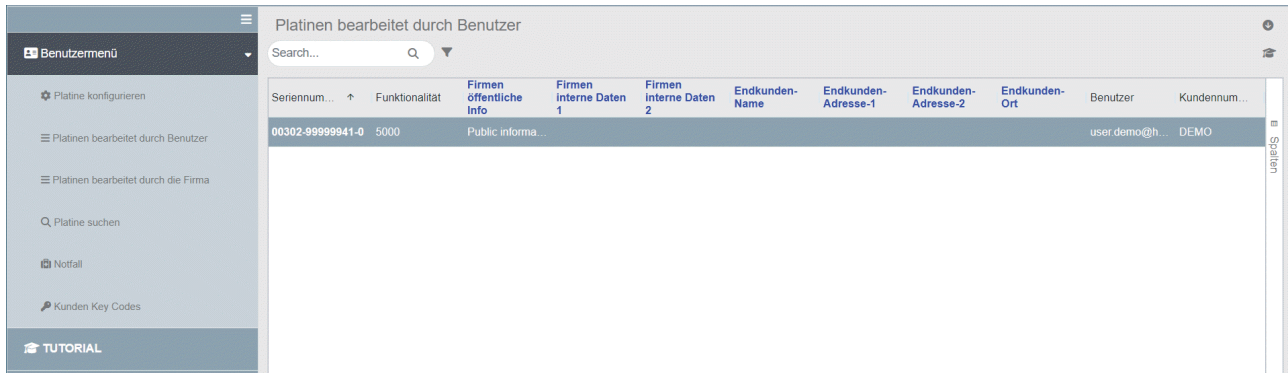 Platinen bearbeitet durch Benutzer
Benutzermenü
Search...
Platine konfigurieren
Platinen bearbeitet durch Benutzer
Platinen bearbeitet durch die Firma
Platine suchen
Notfall
Kunden Key Codes
TUTORIAL
Seriennum...
Funktionalität
Firmen
öffentliche
Info
Firmen
interne Daten
1
Firmen
interne Daten
2
Endkunden-
Name
Endkunden-
Adresse-1
Endkunden-
Adresse-2
Endkunden-
Ort
Benutzer
Kundennum...
00302-99999941-0 5000 Public informa... user.demo@h... DEMO
Spalten